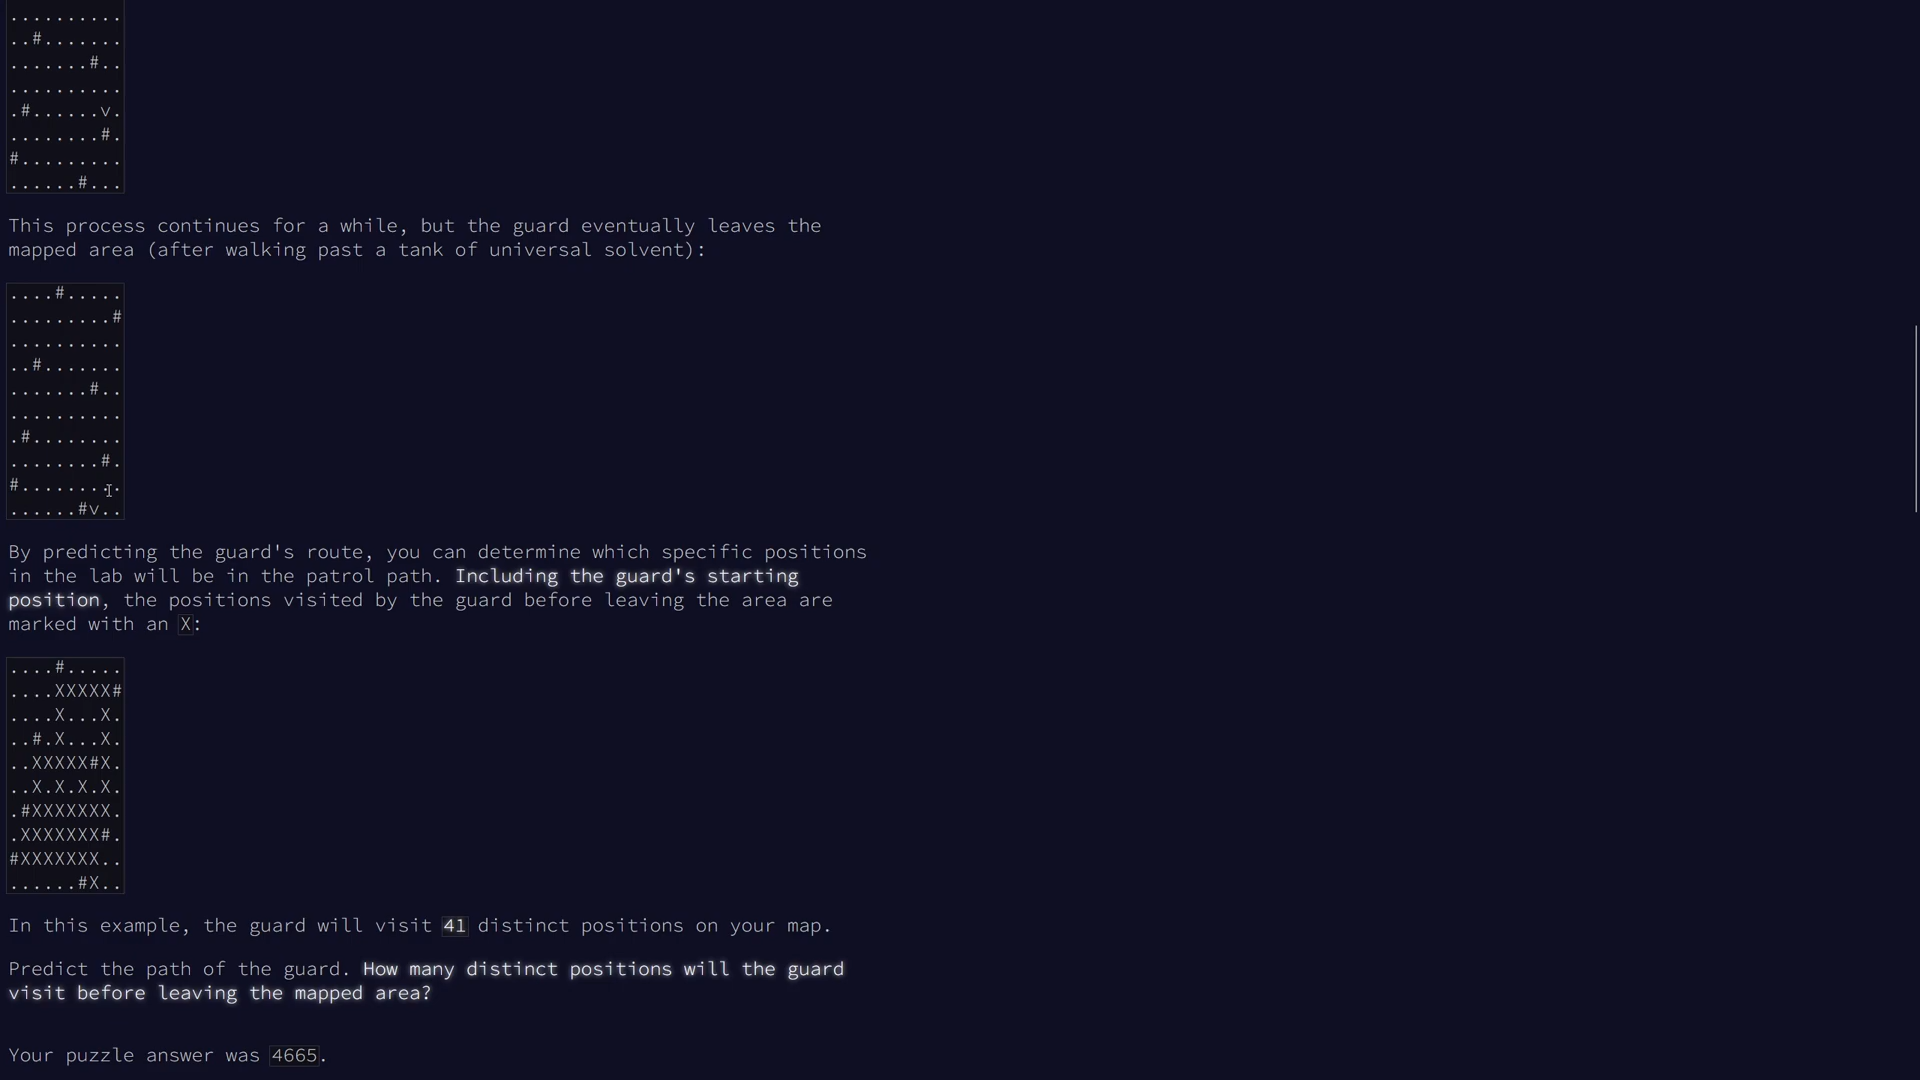 ..........
..#.......
.......#..
..........
.#......v.
........#.
#.........
......#...
This process continues for a while, but the guard eventually leaves the
mapped area (after walking past a tank of universal solvent):
....#.....
.........#
..........
..#.......
.......#..
..........
.#........
........#.
#.........
......#v..
By predicting the guard's route, you can determine which specific positions
in the lab will be in the patrol path. Including the guard's starting
position, the positions visited by the guard before leaving the area are
marked with an X:
....#.....
....XXXXX#
....X...X.
..#.X...X.
..XXXXX#X.
..X.X.X.X.
.#XXXXXXX.
.XXXXXXX#.
#XXXXXXX..
......#X..
In this example, the guard will visit 41 distinct positions on your map.
Predict the path of the guard. How many distinct positions will the guard
visit before leaving the mapped area?
Your puzzle answer was 4665.